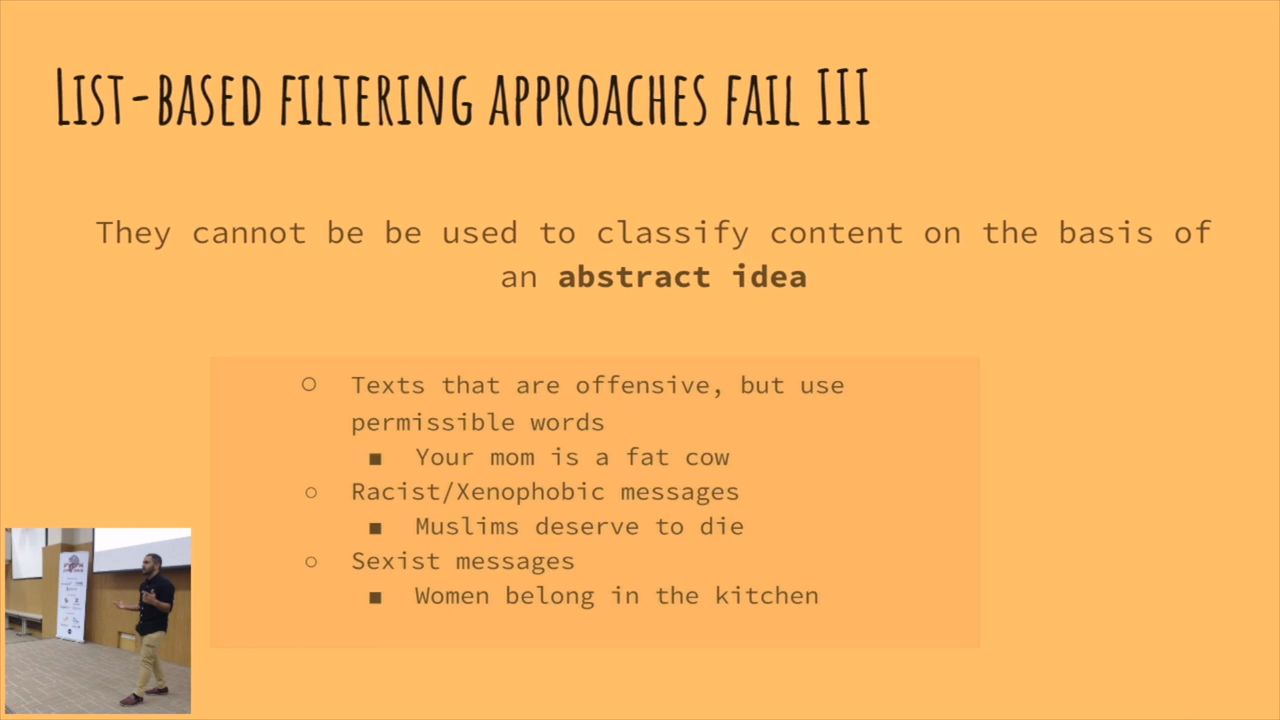 List-based filtering approaches fail III
They cannot be be used to classify content on the basis of
an abstract idea
○ Texts that are offensive, but use
permissible words
■ Your mom is a fat cow
○ Racist/Xenophobic messages
■ Muslims deserve to die
○ Sexist messages
■ Women belong in the kitchen